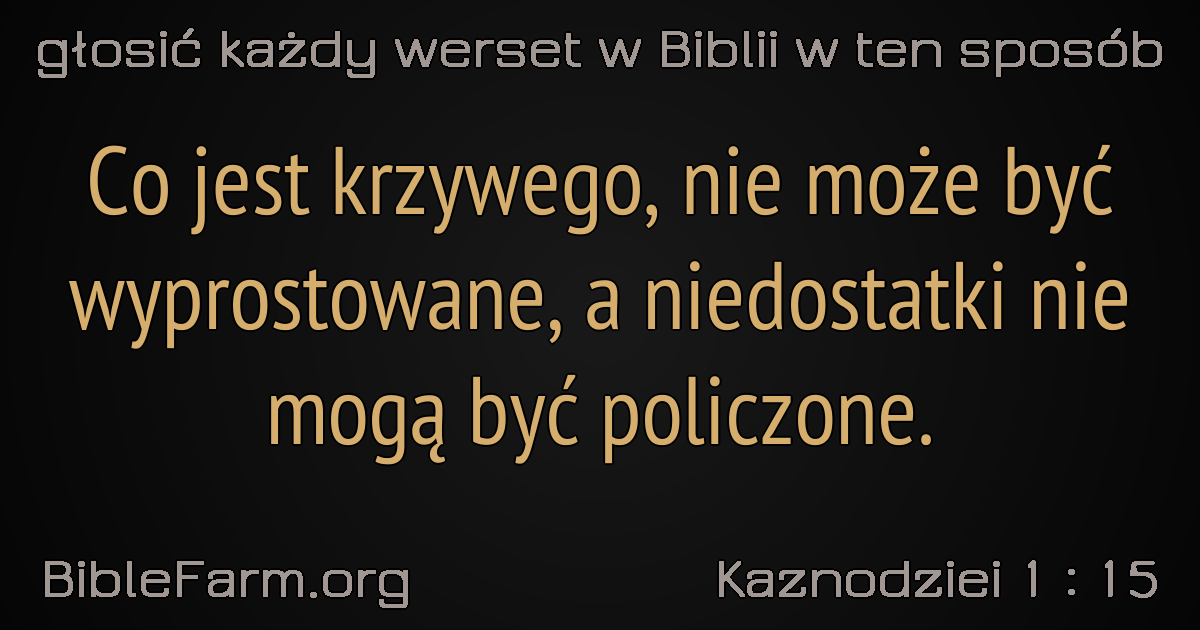 głosić każdy werset w Biblii w ten sposób
Co jest krzywego, nie może być
wyprostowane, a niedostatki nie
mogą być policzone.
BibleFarm.org
Kaznodziei 1 : 15